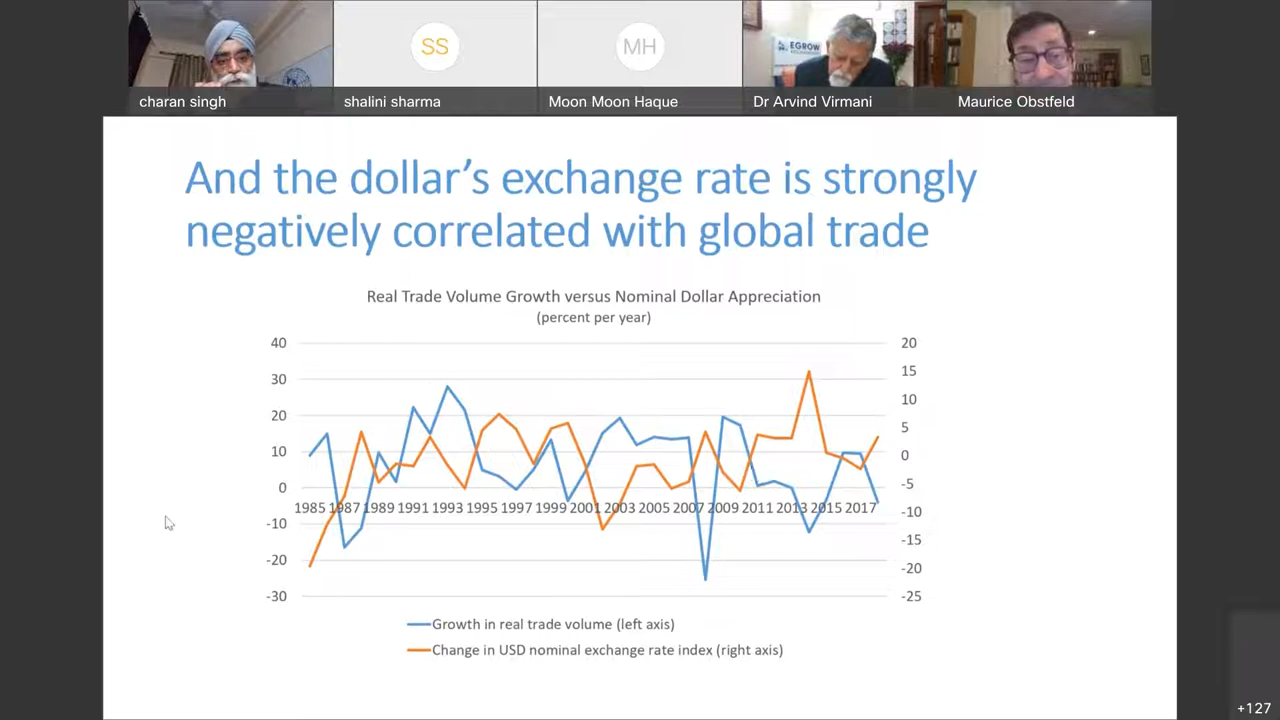 SS
MH
EGROW
charan singh
shalini sharma
Moon Moon Haque
Dr Arvind Virmani
Maurice Obstfeld
And the dollar's exchange rate is strongly
negatively correlated with global trade
Real Trade Volume Growth versus Nominal Dollar Appreciation
(percent per year)
40 20
30 15
20 10
10 5
0 0
-10 -5
-20 -10
-30 -15
-20
-25
1985 1987 1989 1991 1993 1995 1997 1999 2001 2003 2005 2007 2009 2011 2013 2015 2017
Growth in real trade volume (left axis)
Change in USD nominal exchange rate index (right axis)
+127